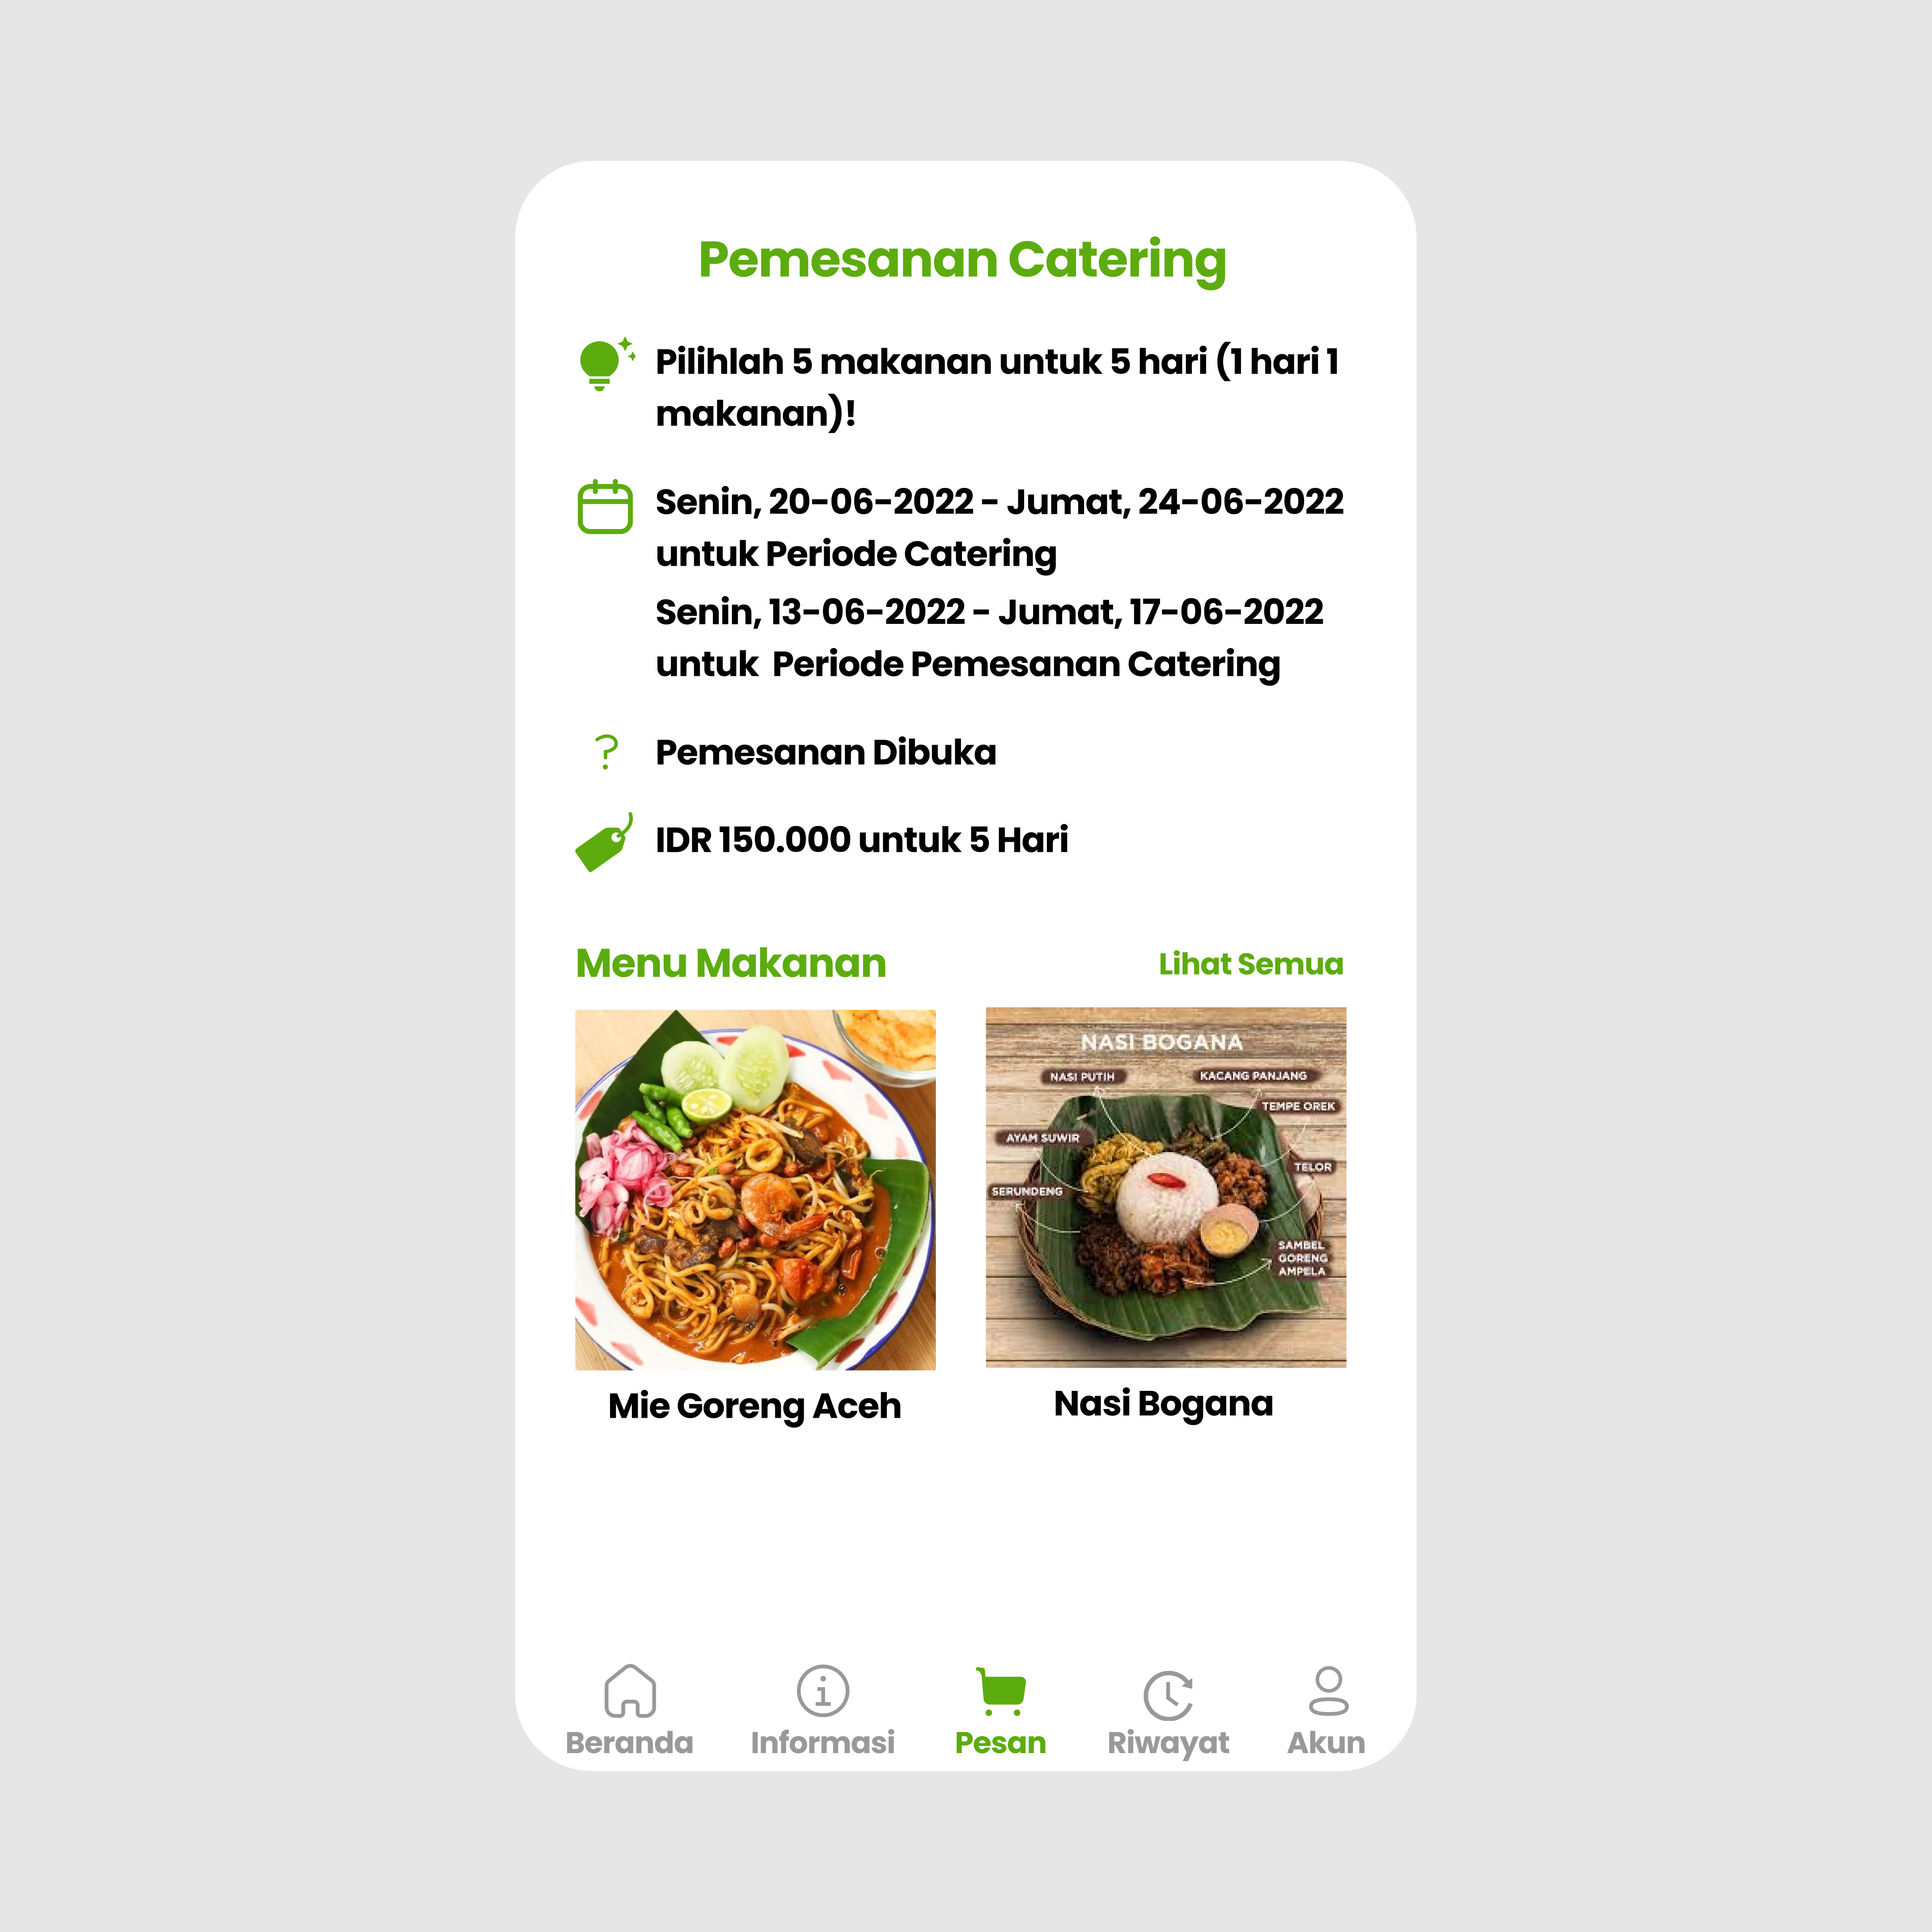 Pemesanan Catering
Pilihlah 5 makanan untuk 5 hari (1 hari 1
makanan)!
Senin, 20-06-2022 - Jumat, 24-06-2022
untuk Periode Catering
Senin, 13-06-2022 - Jumat, 17-06-2022
untuk Periode Pemesanan Catering
Pemesanan Dibuka
IDR 150.000 untuk 5 Hari
Menu Makanan
Lihat Semua
NASI BOGANA
NASI PUTIH
KACANG PANJANG
TEMPE OREK
AYAM SUWIR
TELOR
SERUNDENG
SAMBEL
GORENG
AMPELA
Mie Goreng Aceh
Nasi Bogana
Beranda
Informasi
Pesan
Riwayat
Akun